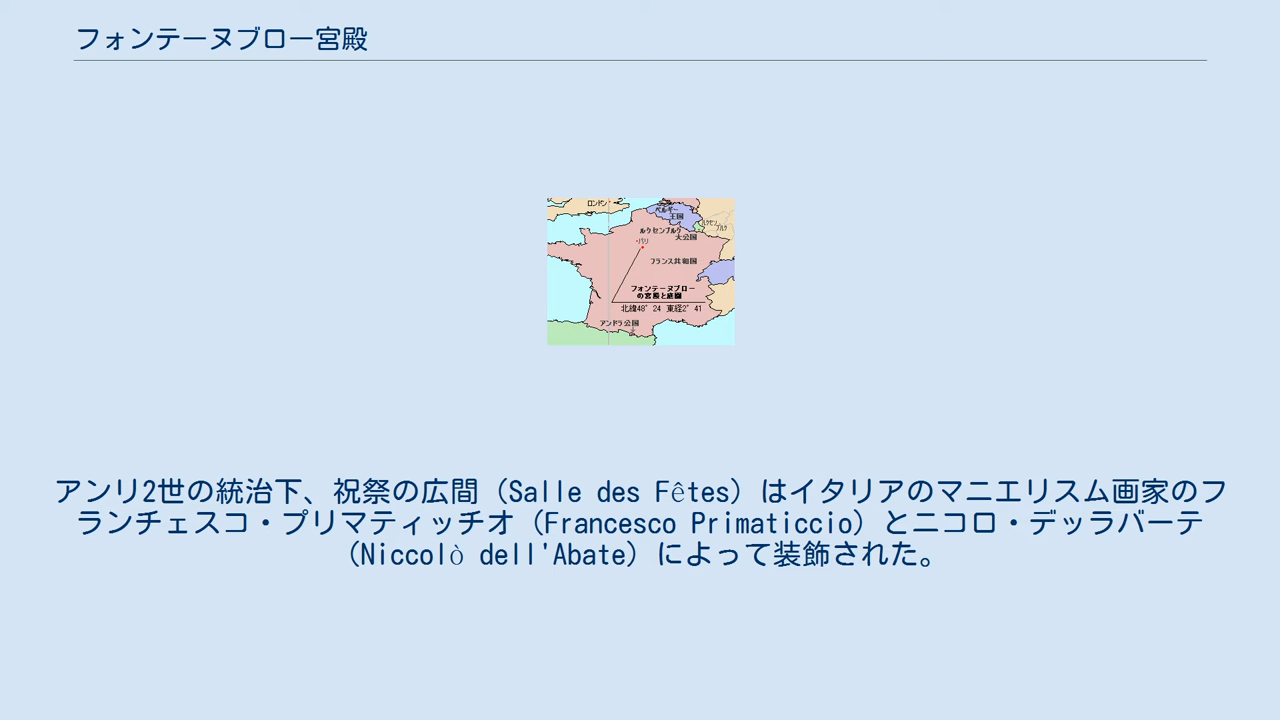 フォンテーヌブロー宮殿
ロンドン
ベルギー
王国
ルクセン
ブルク
ルクセンブルク
大公国
パリ
フランス共和国
フォンテーヌブロー
の宮殿と庭園
北緯48°24 東経2°41
アンドラ公国
アンリ2世の統治下、祝祭の広間（Salle des Fêtes）はイタリアのマニエリスム画家のフ
ランチェスコ・プリマティッチオ（Francesco Primaticcio）とニコロ・デッラバーテ
（Niccolò dell'Abate）によって装飾された。